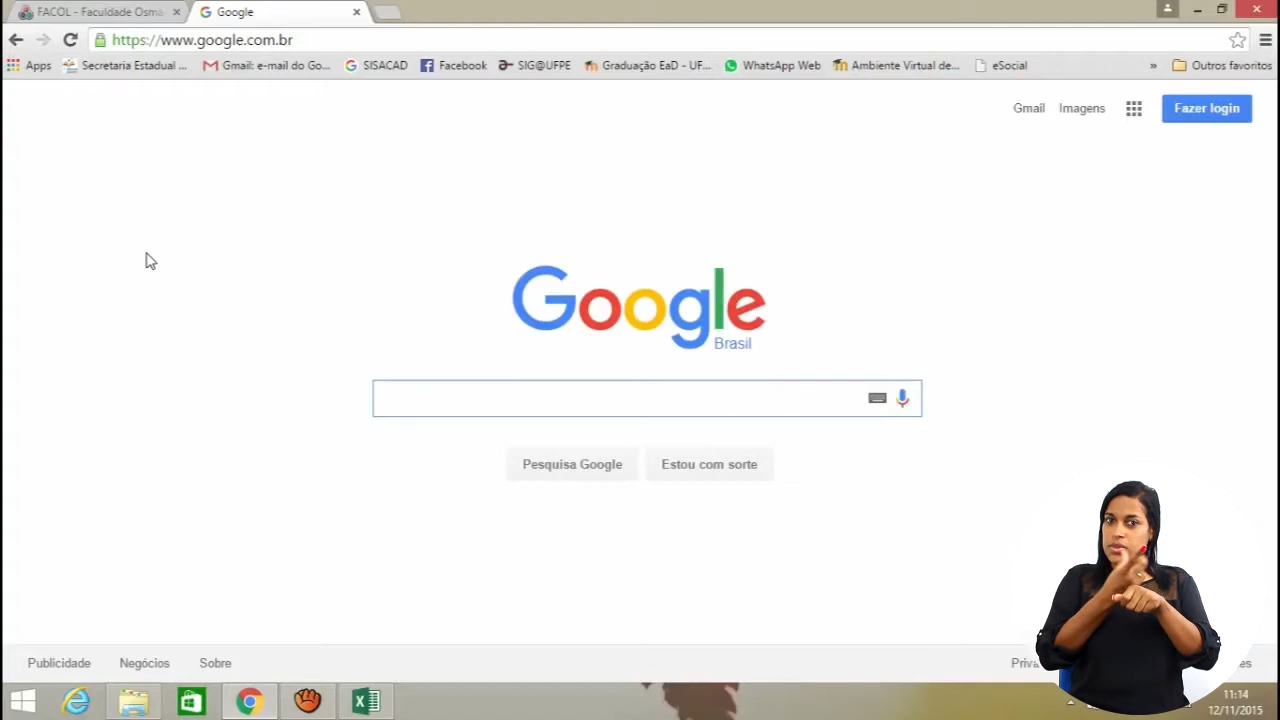 FACOL - Faculdade Osma
Google
https://www.google.com.br
Apps
Secretaria Estadual ...
Gmail: e-mail do Go...
SISACAD
Facebook
SIG@UFPE
Graduação EaD - UF...
WhatsApp Web
Ambiente Virtual de...
eSocial
»
Outros favoritos
Gmail
Imagens
Fazer login
Google
Brasil
Pesquisa Google
Estou com sorte
Publicidade
Negócios
Sobre
Priva
es
11:14
12/11/2015